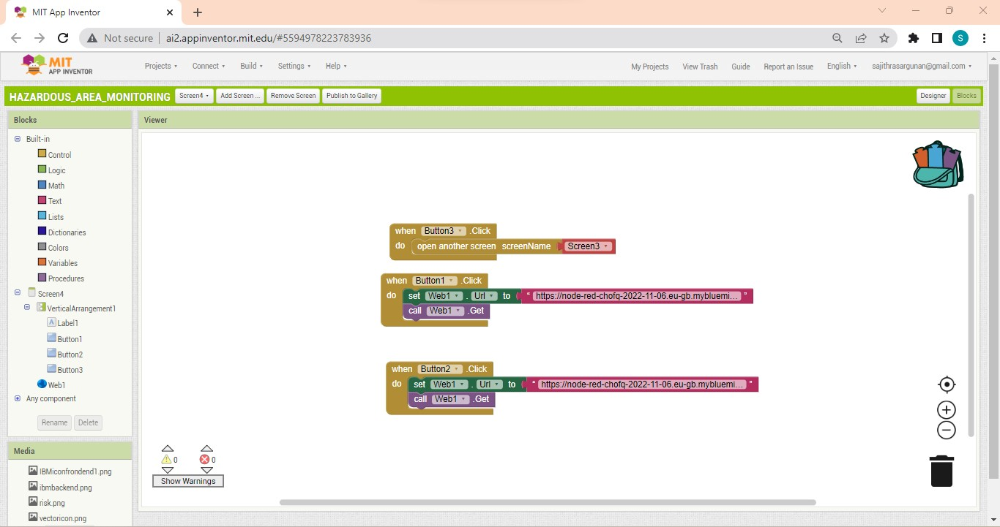 MIT App Inventor
Not secure
ai2.appinventor.mit.edu/#5594978223783936
S
MIT
APP INVENTOR
Projects
Connect
Build
Settings
Help
My Projects
View Trash
Guide
Report an Issue
English
sajithrasargunan@gmail.com
HAZARDOUS_AREA_MONITORING
Screen4
Add Screen ...
Remove Screen
Publish to Gallery
Designer
Blocks
Blocks
Built-in
Control
Logic
Math
Text
Lists
Dictionaries
Colors
Variables
Procedures
Screen4
VerticalArrangement1
A Label1
Button1
Button2
Button3
Web1
Any component
Rename
Delete
Media
IBMiconfrondend1.png
ibmbackend.png
risk.png
vectoricon.png
Viewer
when Button3 .Click
do open another screen screenName Screen3
when Button1 .Click
do set Web1 . Url to “ https://node-red-chofq-2022-11-06.eu-gb.mybluemi... ”
call Web1 .Get
when Button2 .Click
do set Web1 . Url to “ https://node-red-chofq-2022-11-06.eu-gb.mybluemi... ”
call Web1 .Get
0
0
Show Warnings